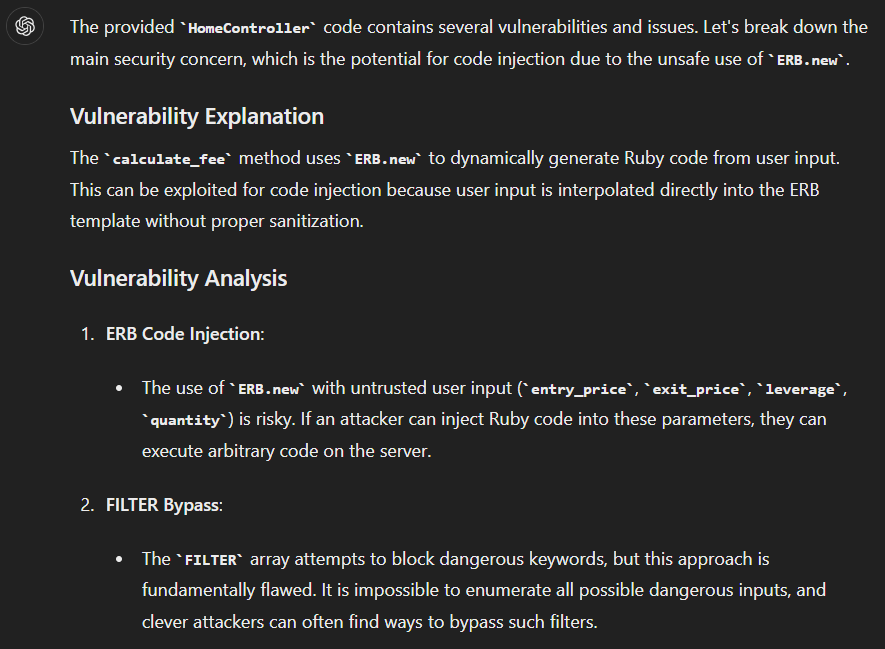 The provided `HomeController` code contains several vulnerabilities and issues. Let's break down the
main security concern, which is the potential for code injection due to the unsafe use of `ERB.new`.
Vulnerability Explanation
The `calculate_fee` method uses `ERB.new` to dynamically generate Ruby code from user input.
This can be exploited for code injection because user input is interpolated directly into the ERB
template without proper sanitization.
Vulnerability Analysis
1. ERB Code Injection:
• The use of `ERB.new` with untrusted user input (`entry_price`, `exit_price`, `leverage`,
`quantity`) is risky. If an attacker can inject Ruby code into these parameters, they can
execute arbitrary code on the server.
2. FILTER Bypass:
• The `FILTER` array attempts to block dangerous keywords, but this approach is
fundamentally flawed. It is impossible to enumerate all possible dangerous inputs, and
clever attackers can often find ways to bypass such filters.